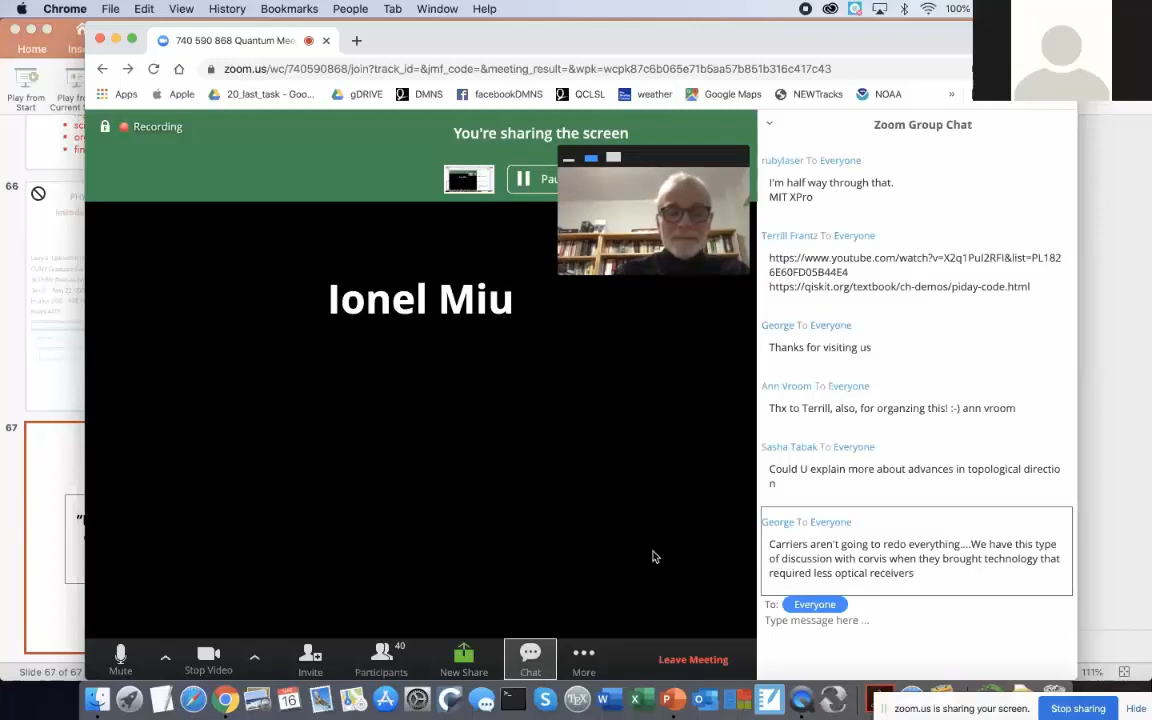 Chrome File Edit View History Bookmarks People Tab Window Help 100%
Home Inse
740 590 868 Quantum Mee
zoom.us/wc/740590868/join?track_id=&jmf_code=&meeting_result=&wpk=wcpk87c6b065e71b5aa57b851b316c417c43
Play from Start
Play fr
Current S
Apps Apple 20_last_task - Goo... gDRIVE DMNS facebookDMNS QCLSL weather Google Maps NEWTracks NOAA »
Recording
You're sharing the screen
Pau
Zoom Group Chat
rubylaser To Everyone
I'm half way through that.
MIT XPro
Terrill Frantz To Everyone
https://www.youtube.com/watch?v=X2q1PuI2RFI&list=PL182
6E60FD05B44E4
https://qiskit.org/textbook/ch-demos/piday-code.html
George To Everyone
Thanks for visiting us
Ann Vroom To Everyone
Thx to Terrill, also, for organzing this! :-) ann vroom
Sasha Tabak To Everyone
Could U explain more about advances in topological directio
n
George To Everyone
Carriers aren't going to redo everything....We have this type
of discussion with corvis when they brought technology that
required less optical receivers
To: Everyone
Type message here ...
Ionel Miu
66
67
Mute Stop Video Invite Participants 40 New Share Chat More Leave Meeting
Slide 67 of 67
111%
zoom.us is sharing your screen. Stop sharing Hide